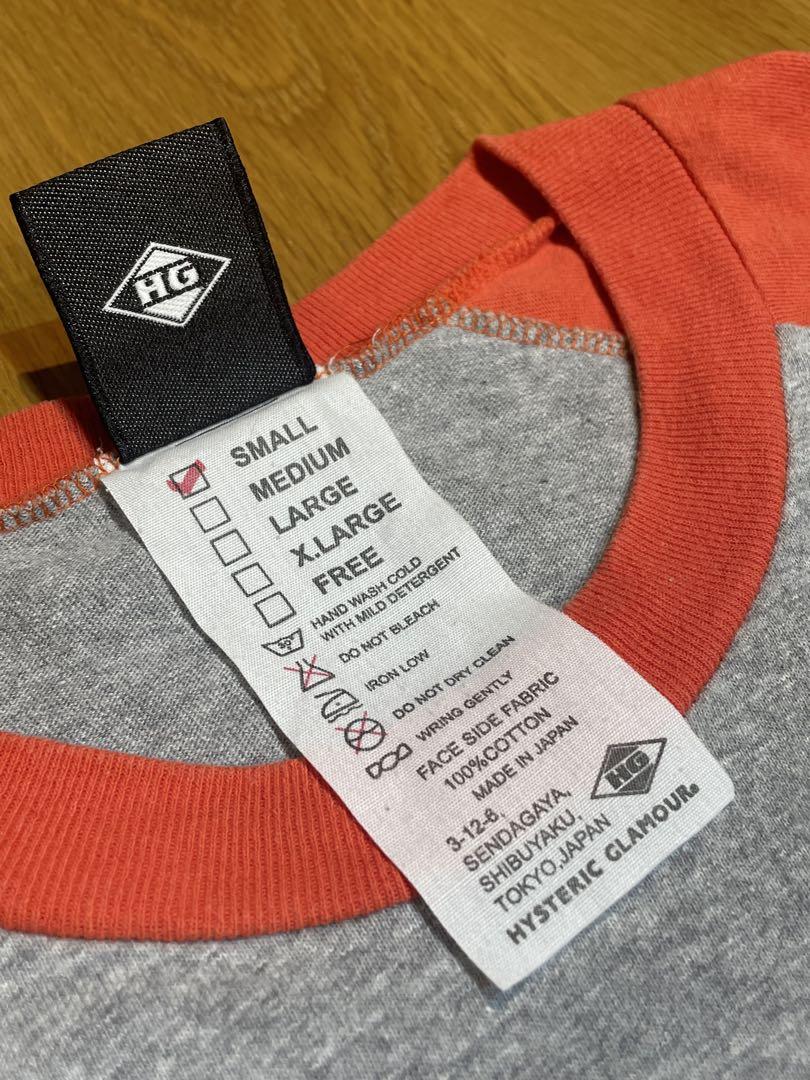 HG
SMALL
MEDIUM
LARGE
X.LARGE
FREE
HAND WASH COLD
WITH MILD DETERGENT
DO NOT BLEACH
IRON LOW
DO NOT DRY CLEAN
WRING GENTLY
FACE SIDE FABRIC
100%COTTON
MADE IN JAPAN
HG
3-12-6,
SENDAGAYA,
SHIBUYAKU,
TOKYO,JAPAN
HYSTERIC GLAMOUR®